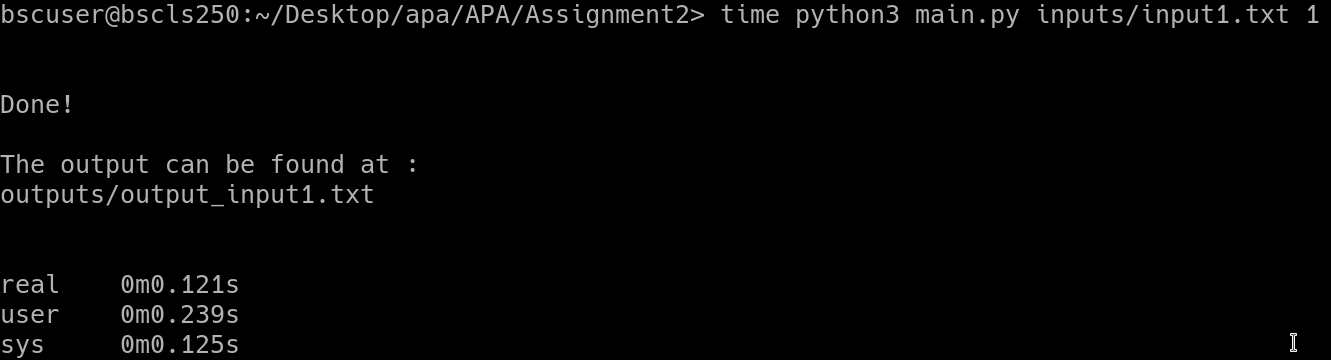 bscuser@bscls250:~/Desktop/apa/APA/Assignment2> time python3 main.py inputs/input1.txt 1
Done!
The output can be found at :
outputs/output_input1.txt
real    0m0.121s
user    0m0.239s
sys     0m0.125s